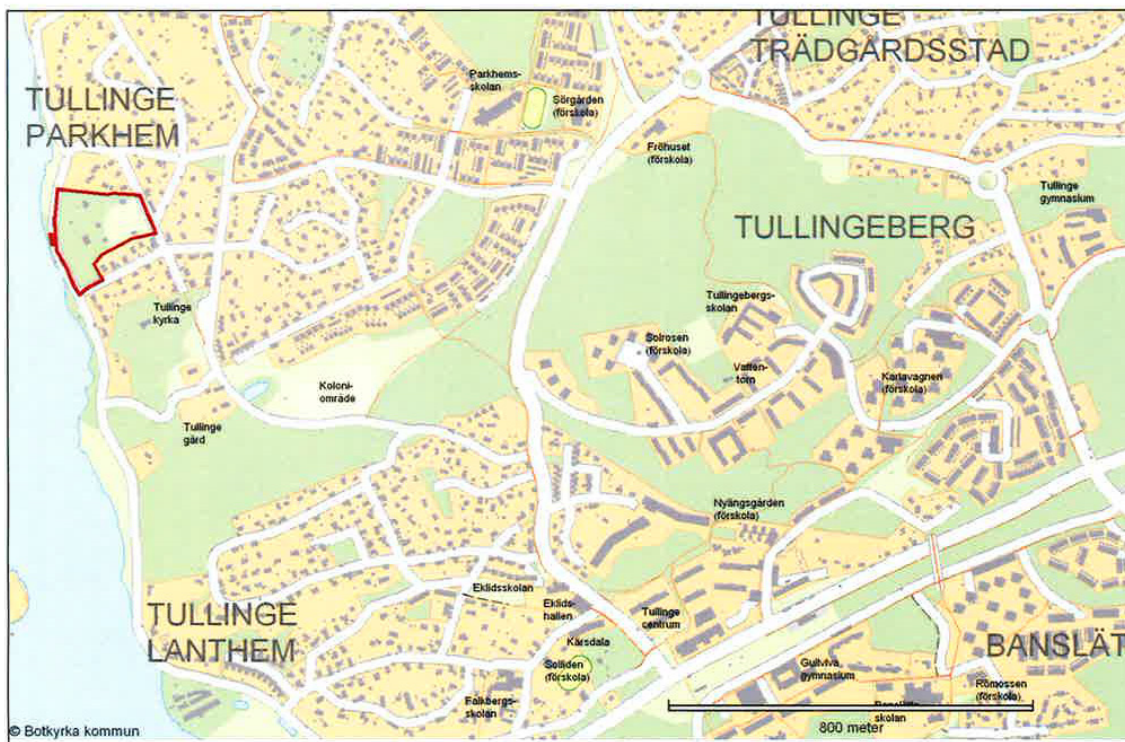 TULLINGE
TRÄDGÅRDSSTAD
TULLINGE
PARKHEM
Parkhems-
skolan
Sörgården
(förskola)
Fröhuset
(förskola)
Tullinge
gymnasium
TULLINGEBERG
Tullinge
kyrka
Tullingebergs-
skolan
Solrosen
(förskola)
Vatten-
torn
Karlavagnen
(förskola)
Koloni-
område
Tullinge
gård
Nyängsgården
(förskola)
TULLINGE
LANTHEM
Eklidsskolan
Eklids-
hallen
Tullinge
centrum
Kärsdala
Solliden
(förskola)
Falkbergs-
skolan
BANSLÄT
Gullviva
gymnasium
Römossen
(förskola)
skolan
800 meter
© Botkyrka kommun